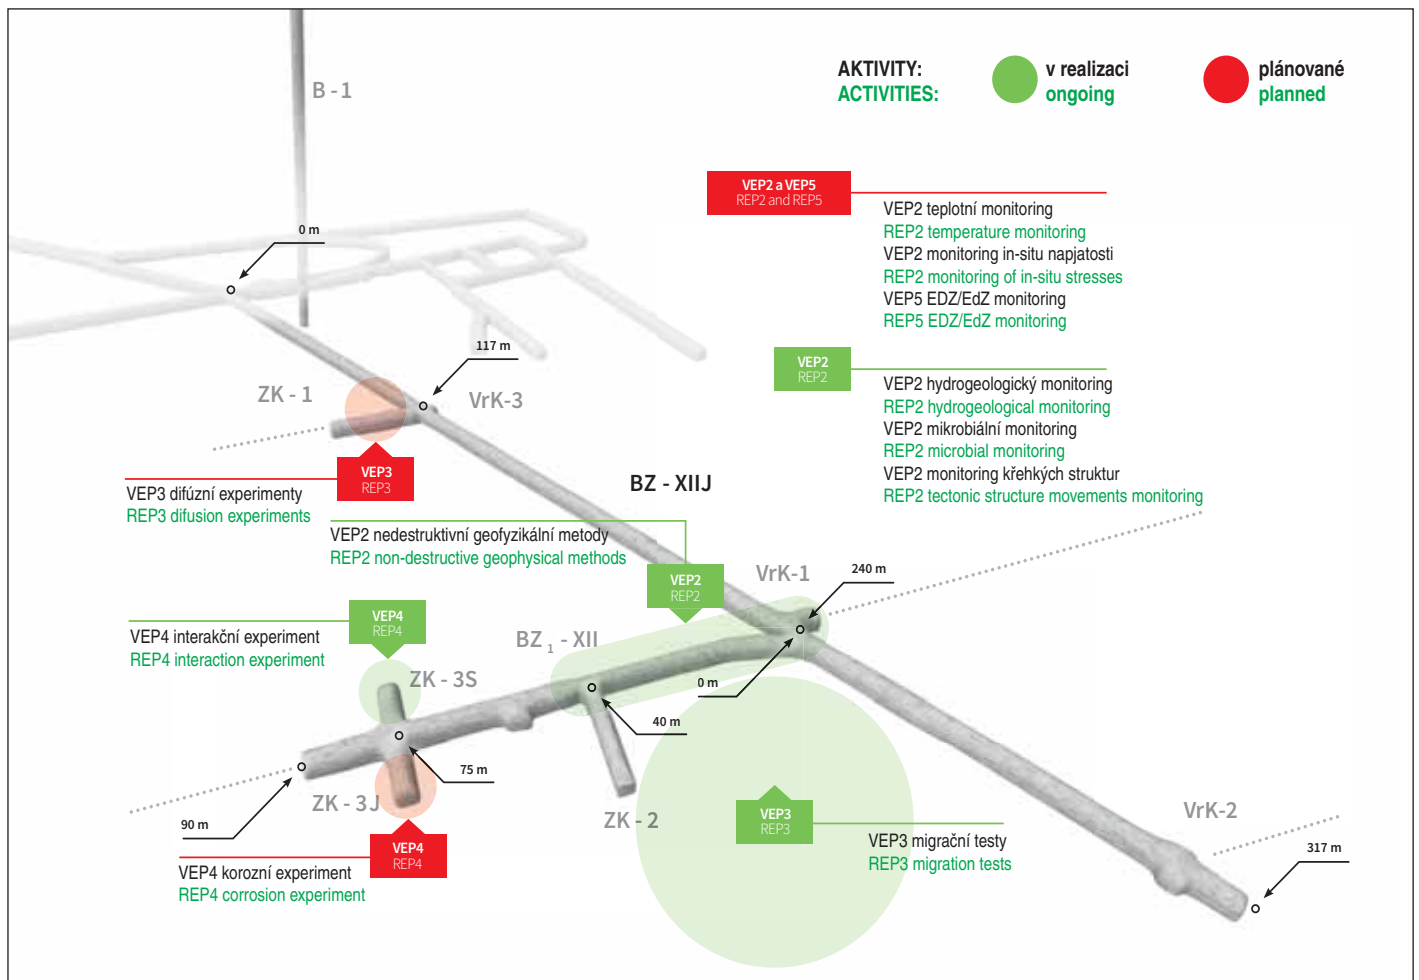 AKTIVITY:
ACTIVITIES:
v realizaci
ongoing
plánované
planned
B - 1
0 m
VEP2 a VEP5
REP2 and REP5
VEP2 teplotní monitoring
REP2 temperature monitoring
VEP2 monitoring in-situ napjatosti
REP2 monitoring of in-situ stresses
VEP5 EDZ/EdZ monitoring
REP5 EDZ/EdZ monitoring
117 m
ZK - 1
VrK-3
VEP2
REP2
VEP2 hydrogeologický monitoring
REP2 hydrogeological monitoring
VEP2 mikrobiální monitoring
REP2 microbial monitoring
VEP2 monitoring křehkých struktur
REP2 tectonic structure movements monitoring
VEP3
REP3
VEP3 difúzní experimenty
REP3 difusion experiments
BZ - XIIJ
VEP2 nedestruktivní geofyzikální metody
REP2 non-destructive geophysical methods
VEP2
REP2
VrK-1
240 m
VEP4
REP4
VEP4 interakční experiment
REP4 interaction experiment
BZ 1 - XII
ZK - 3S
0 m
40 m
75 m
ZK - 3J
90 m
ZK - 2
VEP3
REP3
VEP3 migrační testy
REP3 migration tests
VrK-2
317 m
VEP4
REP4
VEP4 korozní experiment
REP4 corrosion experiment